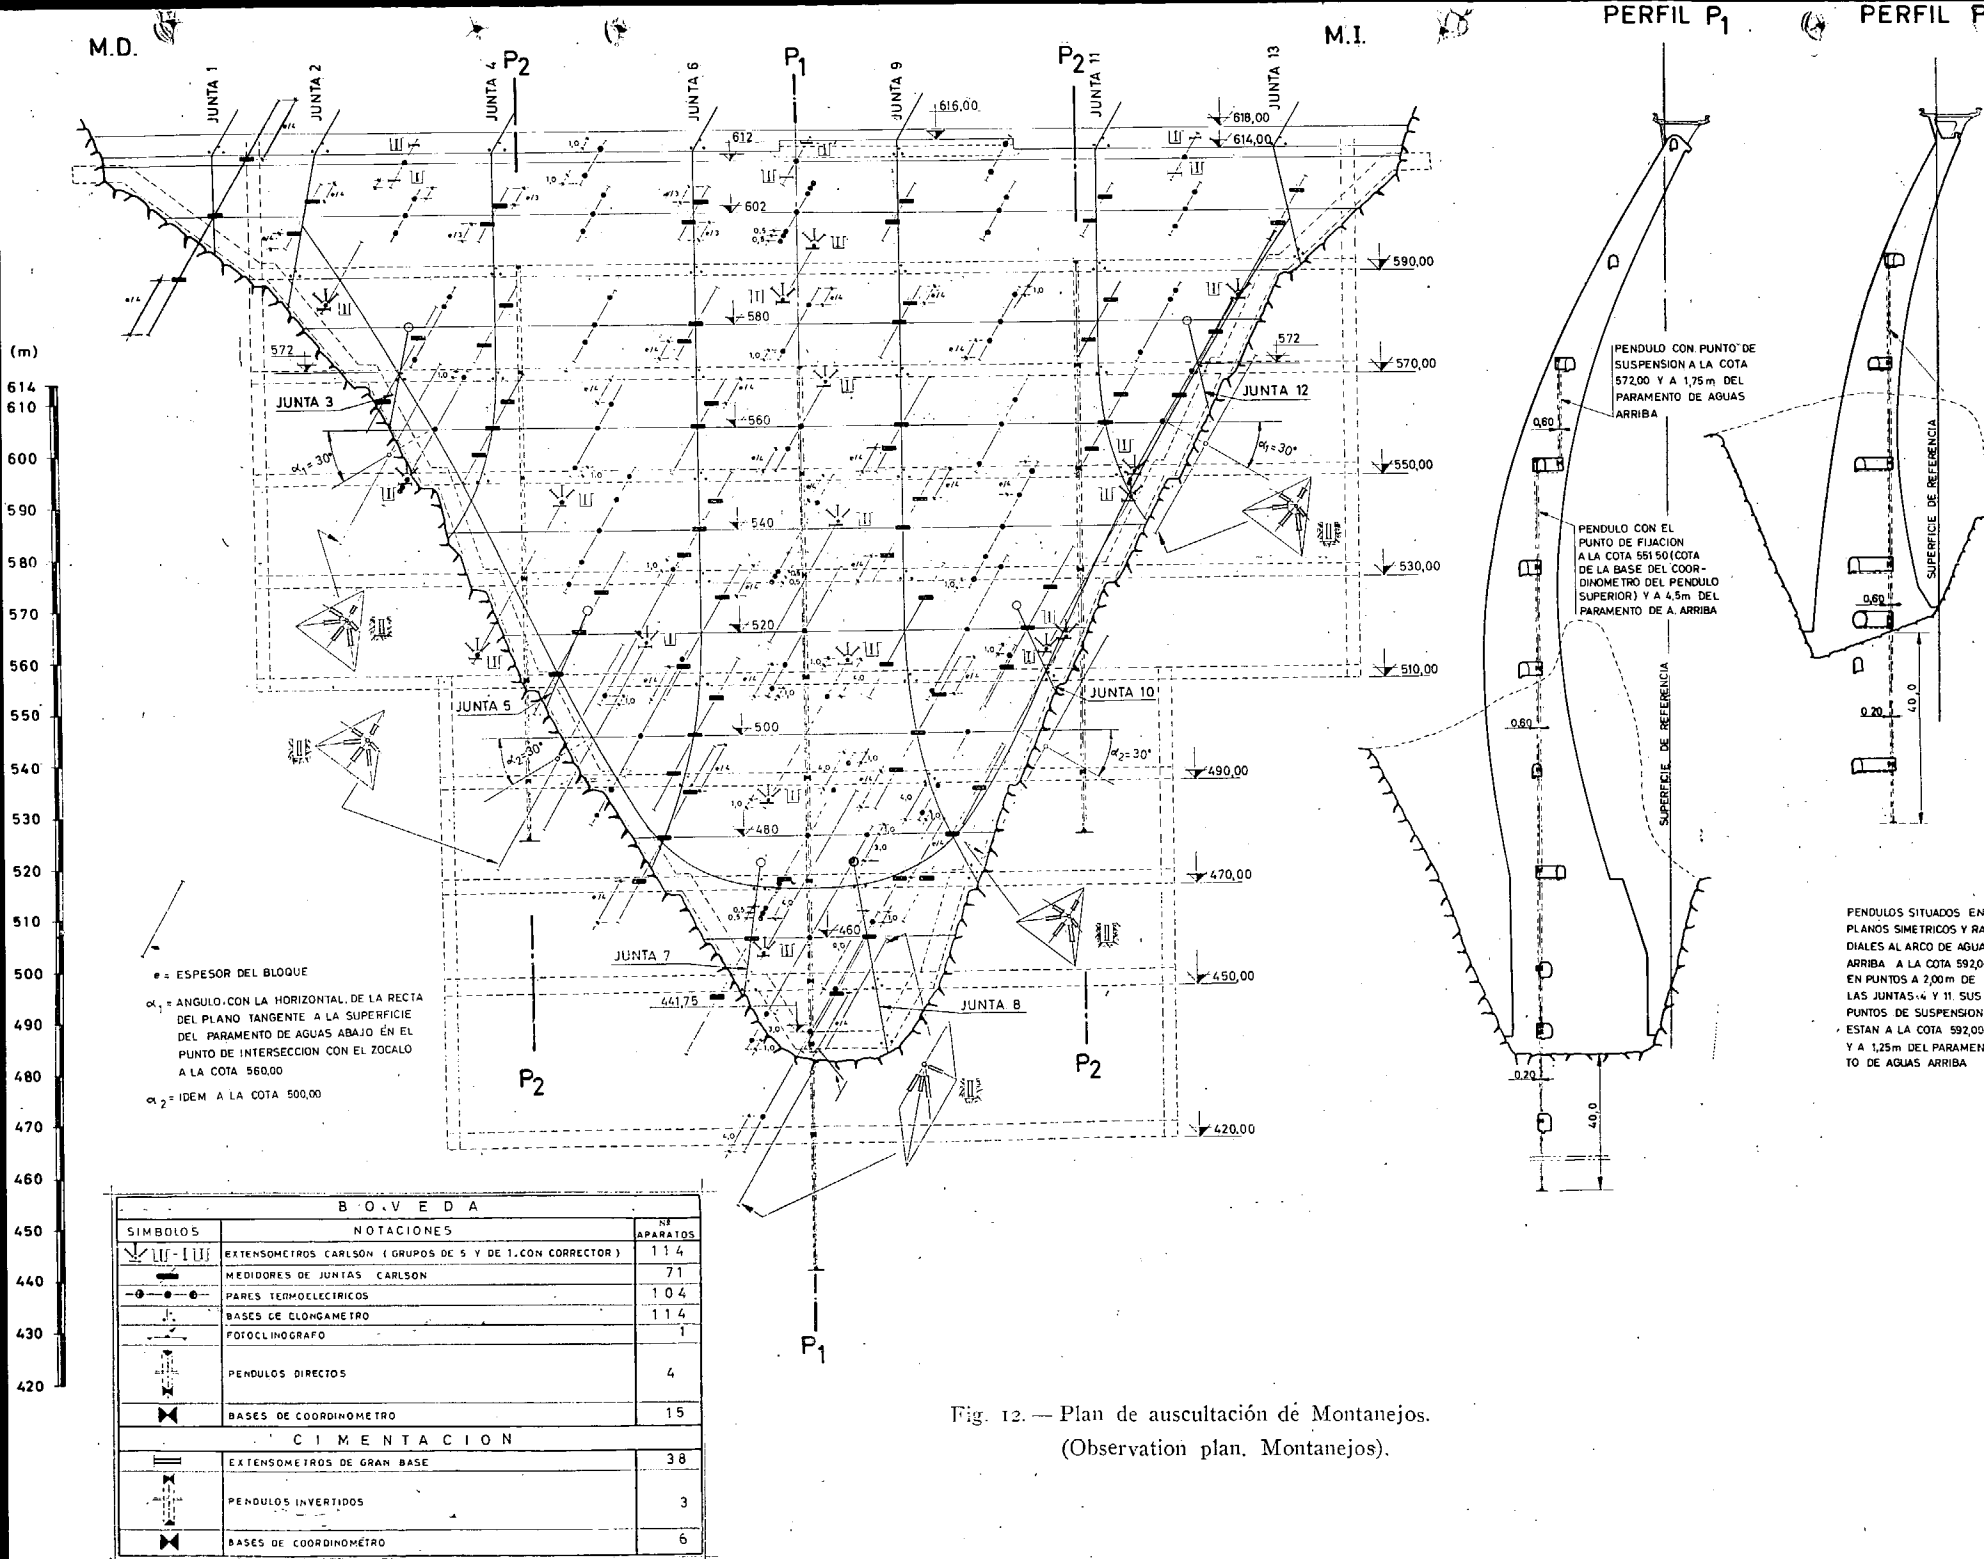 M.D.
M.I.
PERFIL P1
PERFIL P
JUNTA 1
JUNTA 2
JUNTA 4
P2
JUNTA 6
P1
JUNTA 9
P2
JUNTA 11
JUNTA 13
616,00
618,00
614,00
612
602
590,00
580
572
572
570,00
JUNTA 3
JUNTA 12
560
α1 = 30°
α1=30°
550,00
540
530,00
520
510,00
JUNTA 5
JUNTA 10
500
α2=30°
α2=30°
490,00
480
470,00
460
JUNTA 7
450,00
441,75
JUNTA 8
P2
P2
420,00
P1
(m)
614
610
600
590
580
570
560
550
540
530
520
510
500
490
480
470
460
450
440
430
420
e = ESPESOR DEL BLOQUE
α1 = ANGULO CON LA HORIZONTAL DE LA RECTA
DEL PLANO TANGENTE A LA SUPERFICIE
DEL PARAMENTO DE AGUAS ABAJO EN EL
PUNTO DE INTERSECCION CON EL ZOCALO
A LA COTA 560,00
α2 = IDEM A LA COTA 500,00
PENDULO CON PUNTO DE
SUSPENSION A LA COTA
572,00 Y A 1,75m DEL
PARAMENTO DE AGUAS
ARRIBA
0,60
PENDULO CON EL
PUNTO DE FIJACION
A LA COTA 551 50 (COTA
DE LA BASE DEL COOR-
DINOMETRO DEL PENDULO
SUPERIOR) Y A 4,5m DEL
PARAMENTO DE A. ARRIBA
SUPERFICIE DE REFERENCIA
0,60
0,20
40,0
SUPERFICIE DE REFERENCIA
0,60
0 20
40,0
PENDULOS SITUADOS EN
PLANOS SIMETRICOS Y RA
DIALES AL ARCO DE AGUA
ARRIBA A LA COTA 592,0
EN PUNTOS A 2,00m DE
LAS JUNTAS 4 Y 11. SUS
PUNTOS DE SUSPENSION
ESTAN A LA COTA 592,00
Y A 1,25m DEL PARAMEN
TO DE AGUAS ARRIBA
BOVEDA
SIMBOLOS NOTACIONES Nº APARATOS
EXTENSOMETROS CARLSON ( GRUPOS DE 5 Y DE 1.CON CORRECTOR ) 114
MEDIDORES DE JUNTAS CARLSON 71
PARES TERMOELECTRICOS 104
BASES DE ELONGAMETRO 114
FOTOCLINOGRAFO 1
PENDULOS DIRECTOS 4
BASES DE COORDINOMETRO 15
CIMENTACION
EXTENSOMETROS DE GRAN BASE 38
PENDULOS INVERTIDOS 3
BASES DE COORDINOMETRO 6
Fig. 12. — Plan de auscultación de Montanejos.
(Observation plan. Montanejos).